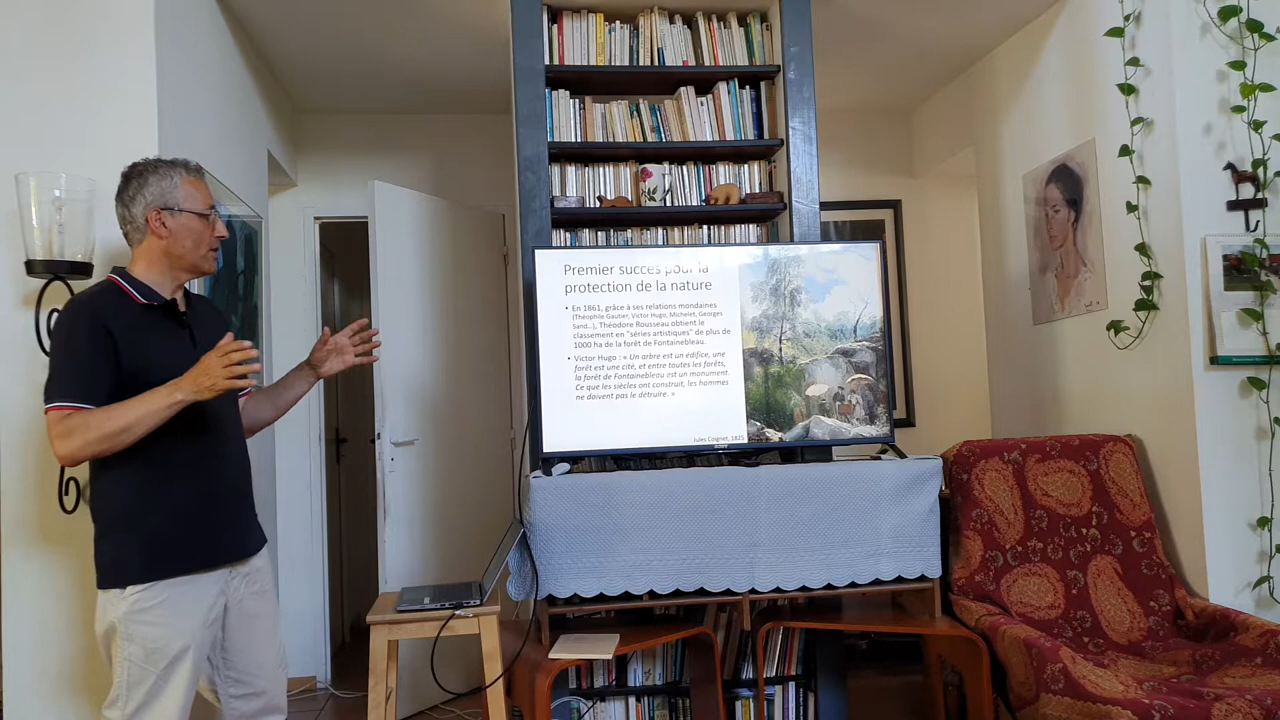 Premier succès pour la
protection de la nature
• En 1861, grâce à ses relations mondaines
(Théophile Gautier, Victor Hugo, Michelet, Georges
Sand…), Théodore Rousseau obtient le
classement en "séries artistiques" de plus de
1000 ha de la forêt de Fontainebleau.
• Victor Hugo : « Un arbre est un édifice, une
forêt est une cité, et entre toutes les forêts,
la forêt de Fontainebleau est un monument.
Ce que les siècles ont construit, les hommes
ne doivent pas le détruire. »
Jules Coignet, 1825
SONY